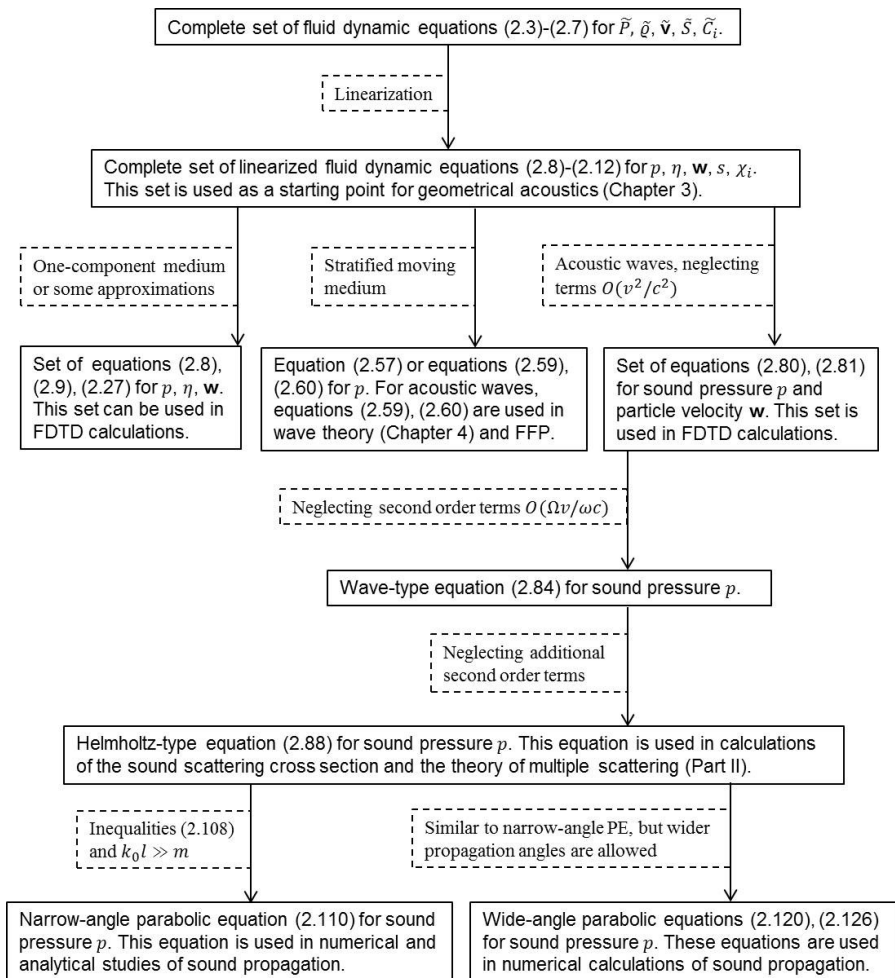 Complete set of fluid dynamic equations (2.3)-(2.7) for P̃, ϱ̃, ṽ, S̃, C̃ᵢ.
Linearization
Complete set of linearized fluid dynamic equations (2.8)-(2.12) for p, η, w, s, χᵢ.
This set is used as a starting point for geometrical acoustics (Chapter 3).
One-component medium
or some approximations
Stratified moving
medium
Acoustic waves, neglecting
terms O(v²/c²)
Set of equations (2.8),
(2.9), (2.27) for p, η, w.
This set can be used in
FDTD calculations.
Equation (2.57) or equations (2.59),
(2.60) for p. For acoustic waves,
equations (2.59), (2.60) are used in
wave theory (Chapter 4) and FFP.
Set of equations (2.80), (2.81)
for sound pressure p and
particle velocity w. This set is
used in FDTD calculations.
Neglecting second order terms O(Ωv/ωc)
Wave-type equation (2.84) for sound pressure p.
Neglecting additional
second order terms
Helmholtz-type equation (2.88) for sound pressure p. This equation is used in calculations
of the sound scattering cross section and the theory of multiple scattering (Part II).
Inequalities (2.108)
and k₀l ≫ m
Similar to narrow-angle PE, but wider
propagation angles are allowed
Narrow-angle parabolic equation (2.110) for sound
pressure p. This equation is used in numerical and
analytical studies of sound propagation.
Wide-angle parabolic equations (2.120), (2.126)
for sound pressure p. These equations are used
in numerical calculations of sound propagation.